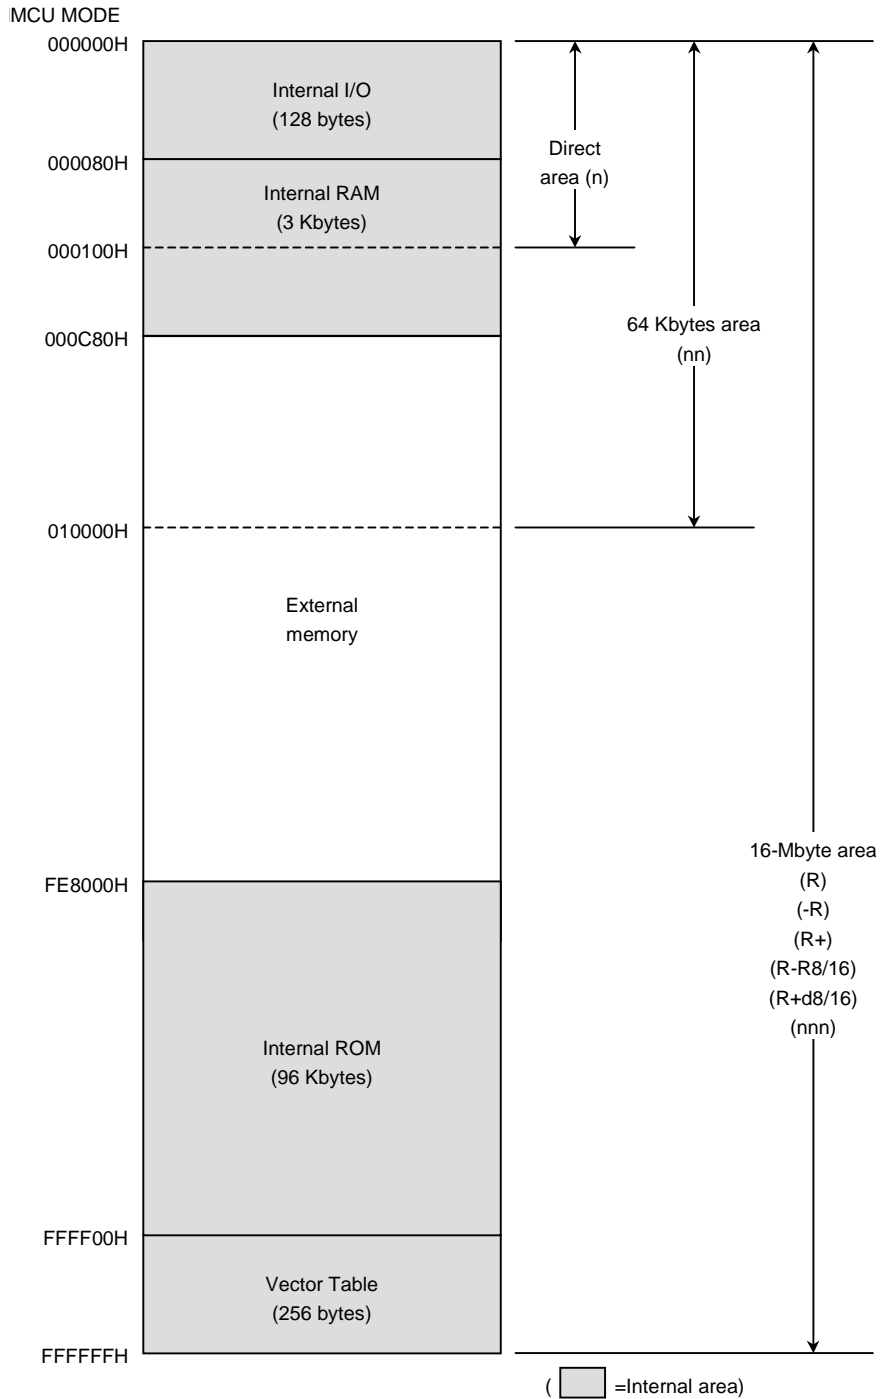 MCU MODE
000000H
Internal I/O
(128 bytes)
000080H
Direct
area (n)
Internal RAM
(3 Kbytes)
000100H
64 Kbytes area
(nn)
000C80H
010000H
External
memory
16-Mbyte area
(R)
(-R)
(R+)
(R-R8/16)
(R+d8/16)
(nnn)
FE8000H
Internal ROM
(96 Kbytes)
FFFF00H
Vector Table
(256 bytes)
FFFFFFH
( =Internal area)